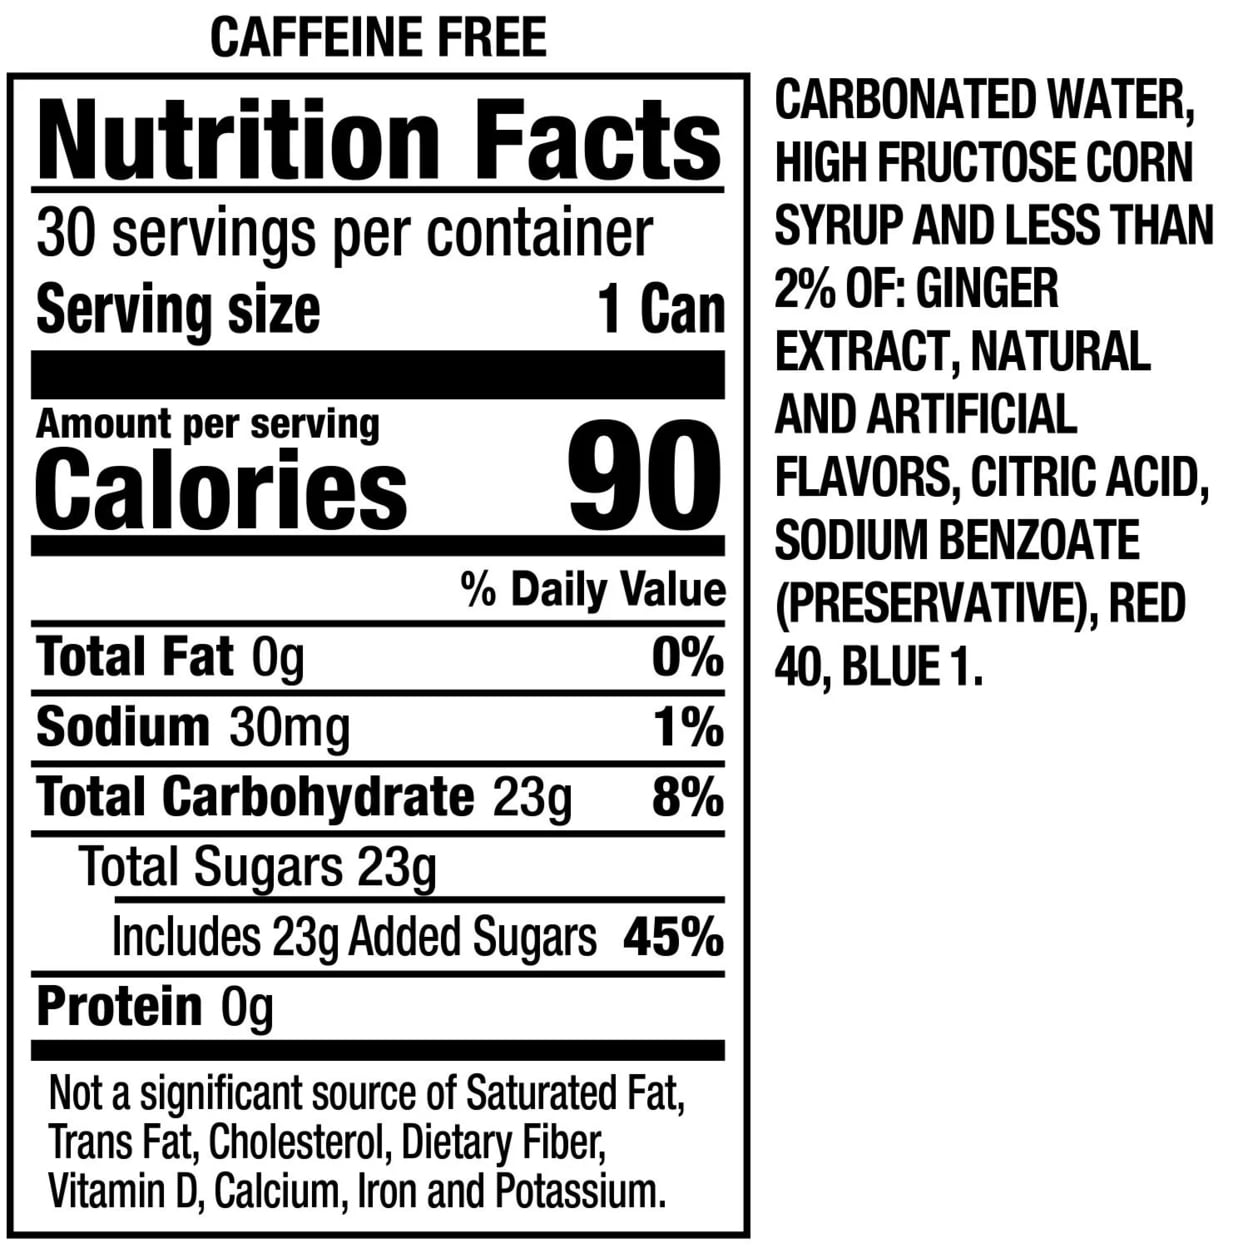 CAFFEINE FREE
Nutrition Facts
30 servings per container
Serving size 1 Can
Amount per serving
Calories 90
% Daily Value
Total Fat 0g 0%
Sodium 30mg 1%
Total Carbohydrate 23g 8%
Total Sugars 23g
Includes 23g Added Sugars 45%
Protein 0g
Not a significant source of Saturated Fat,
Trans Fat, Cholesterol, Dietary Fiber,
Vitamin D, Calcium, Iron and Potassium.
CARBONATED WATER,
HIGH FRUCTOSE CORN
SYRUP AND LESS THAN
2% OF: GINGER
EXTRACT, NATURAL
AND ARTIFICIAL
FLAVORS, CITRIC ACID,
SODIUM BENZOATE
(PRESERVATIVE), RED
40, BLUE 1.